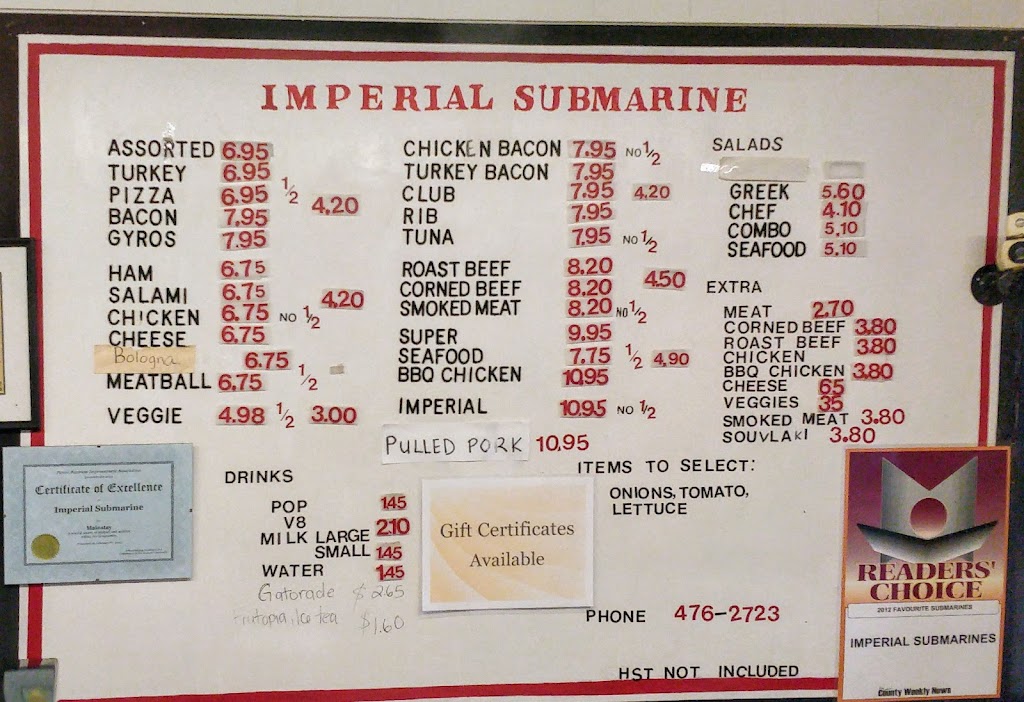 IMPERIAL SUBMARINE
ASSORTED 6.95
TURKEY 6.95
PIZZA 6.95 1/2
BACON 7.95 4,20
GYROS 7.95
HAM 6.75
SALAMI 6.75 4,20
CHICKEN 6.75 NO 1/2
CHEESE 6.75
Bologna 6.75
MEATBALL 6.75 1/2
VEGGIE 4.98 1/2 3.00
CHICKEN BACON 7.95 NO 1/2
TURKEY BACON 7.95
CLUB 7.95 4,20
RIB 7.95
TUNA 7.95 NO 1/2
ROAST BEEF 8.20
CORNED BEEF 8.20 4.50
SMOKED MEAT 8.20 NO 1/2
SUPER 9.95
SEAFOOD 7.75 1/2 4,90
BBQ CHICKEN 10.95
IMPERIAL 10.95 NO 1/2
PULLED PORK 10.95
SALADS
GREEK 5.60
CHEF 4.10
COMBO 5,10
SEAFOOD 5,10
EXTRA
MEAT 2.70
CORNED BEEF 3.80
ROAST BEEF 3.80
CHICKEN
BBQ CHICKEN 3.80
CHEESE 65
VEGGIES 35
SMOKED MEAT 3.80
SOUVLAKI 3.80
DRINKS
POP 1.45
V8
MILK LARGE 2.10
SMALL 1.45
WATER 1.45
Gatorade $2.65
Fruitopia, Ice tea $1.60
ITEMS TO SELECT:
ONIONS, TOMATO,
LETTUCE
PHONE 476-2723
HST NOT INCLUDED
Gift Certificates
Available
Certificate of Excellence
Imperial Submarine
READERS'
CHOICE
2012 FAVOURITE SUBMARINES
IMPERIAL SUBMARINES
County Weekly News